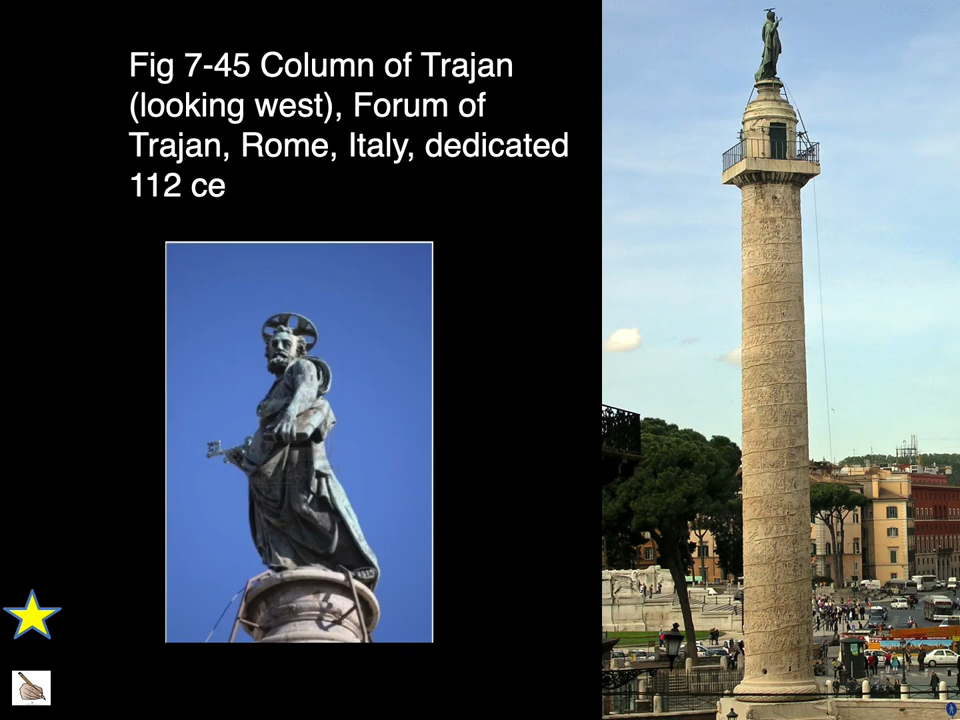 Fig 7-45 Column of Trajan
(looking west), Forum of
Trajan, Rome, Italy, dedicated
112 ce